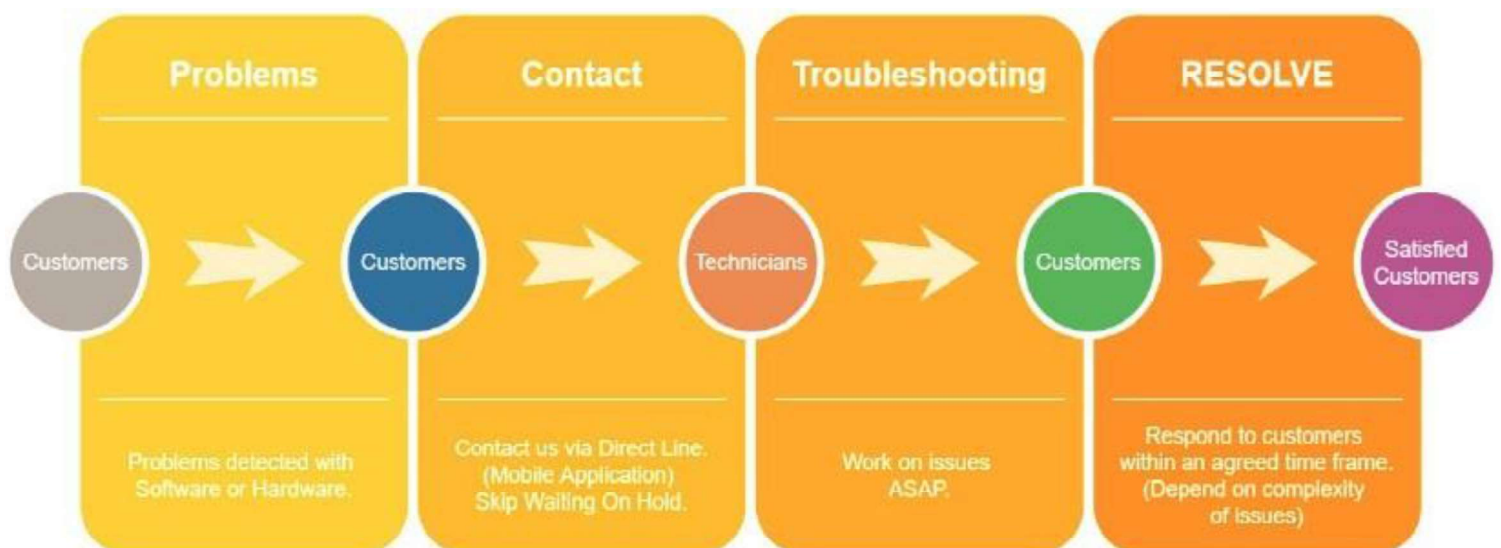 Problems
Contact
Troubleshooting
RESOLVE
Customers
Customers
Technicians
Customers
Satisfied
Customers
Problems detected with
Software or Hardware.
Contact us via Direct Line.
(Mobile Application)
Skip Waiting On Hold.
Work on issues
ASAP.
Respond to customers
within an agreed time frame.
(Depend on complexity
of issues)